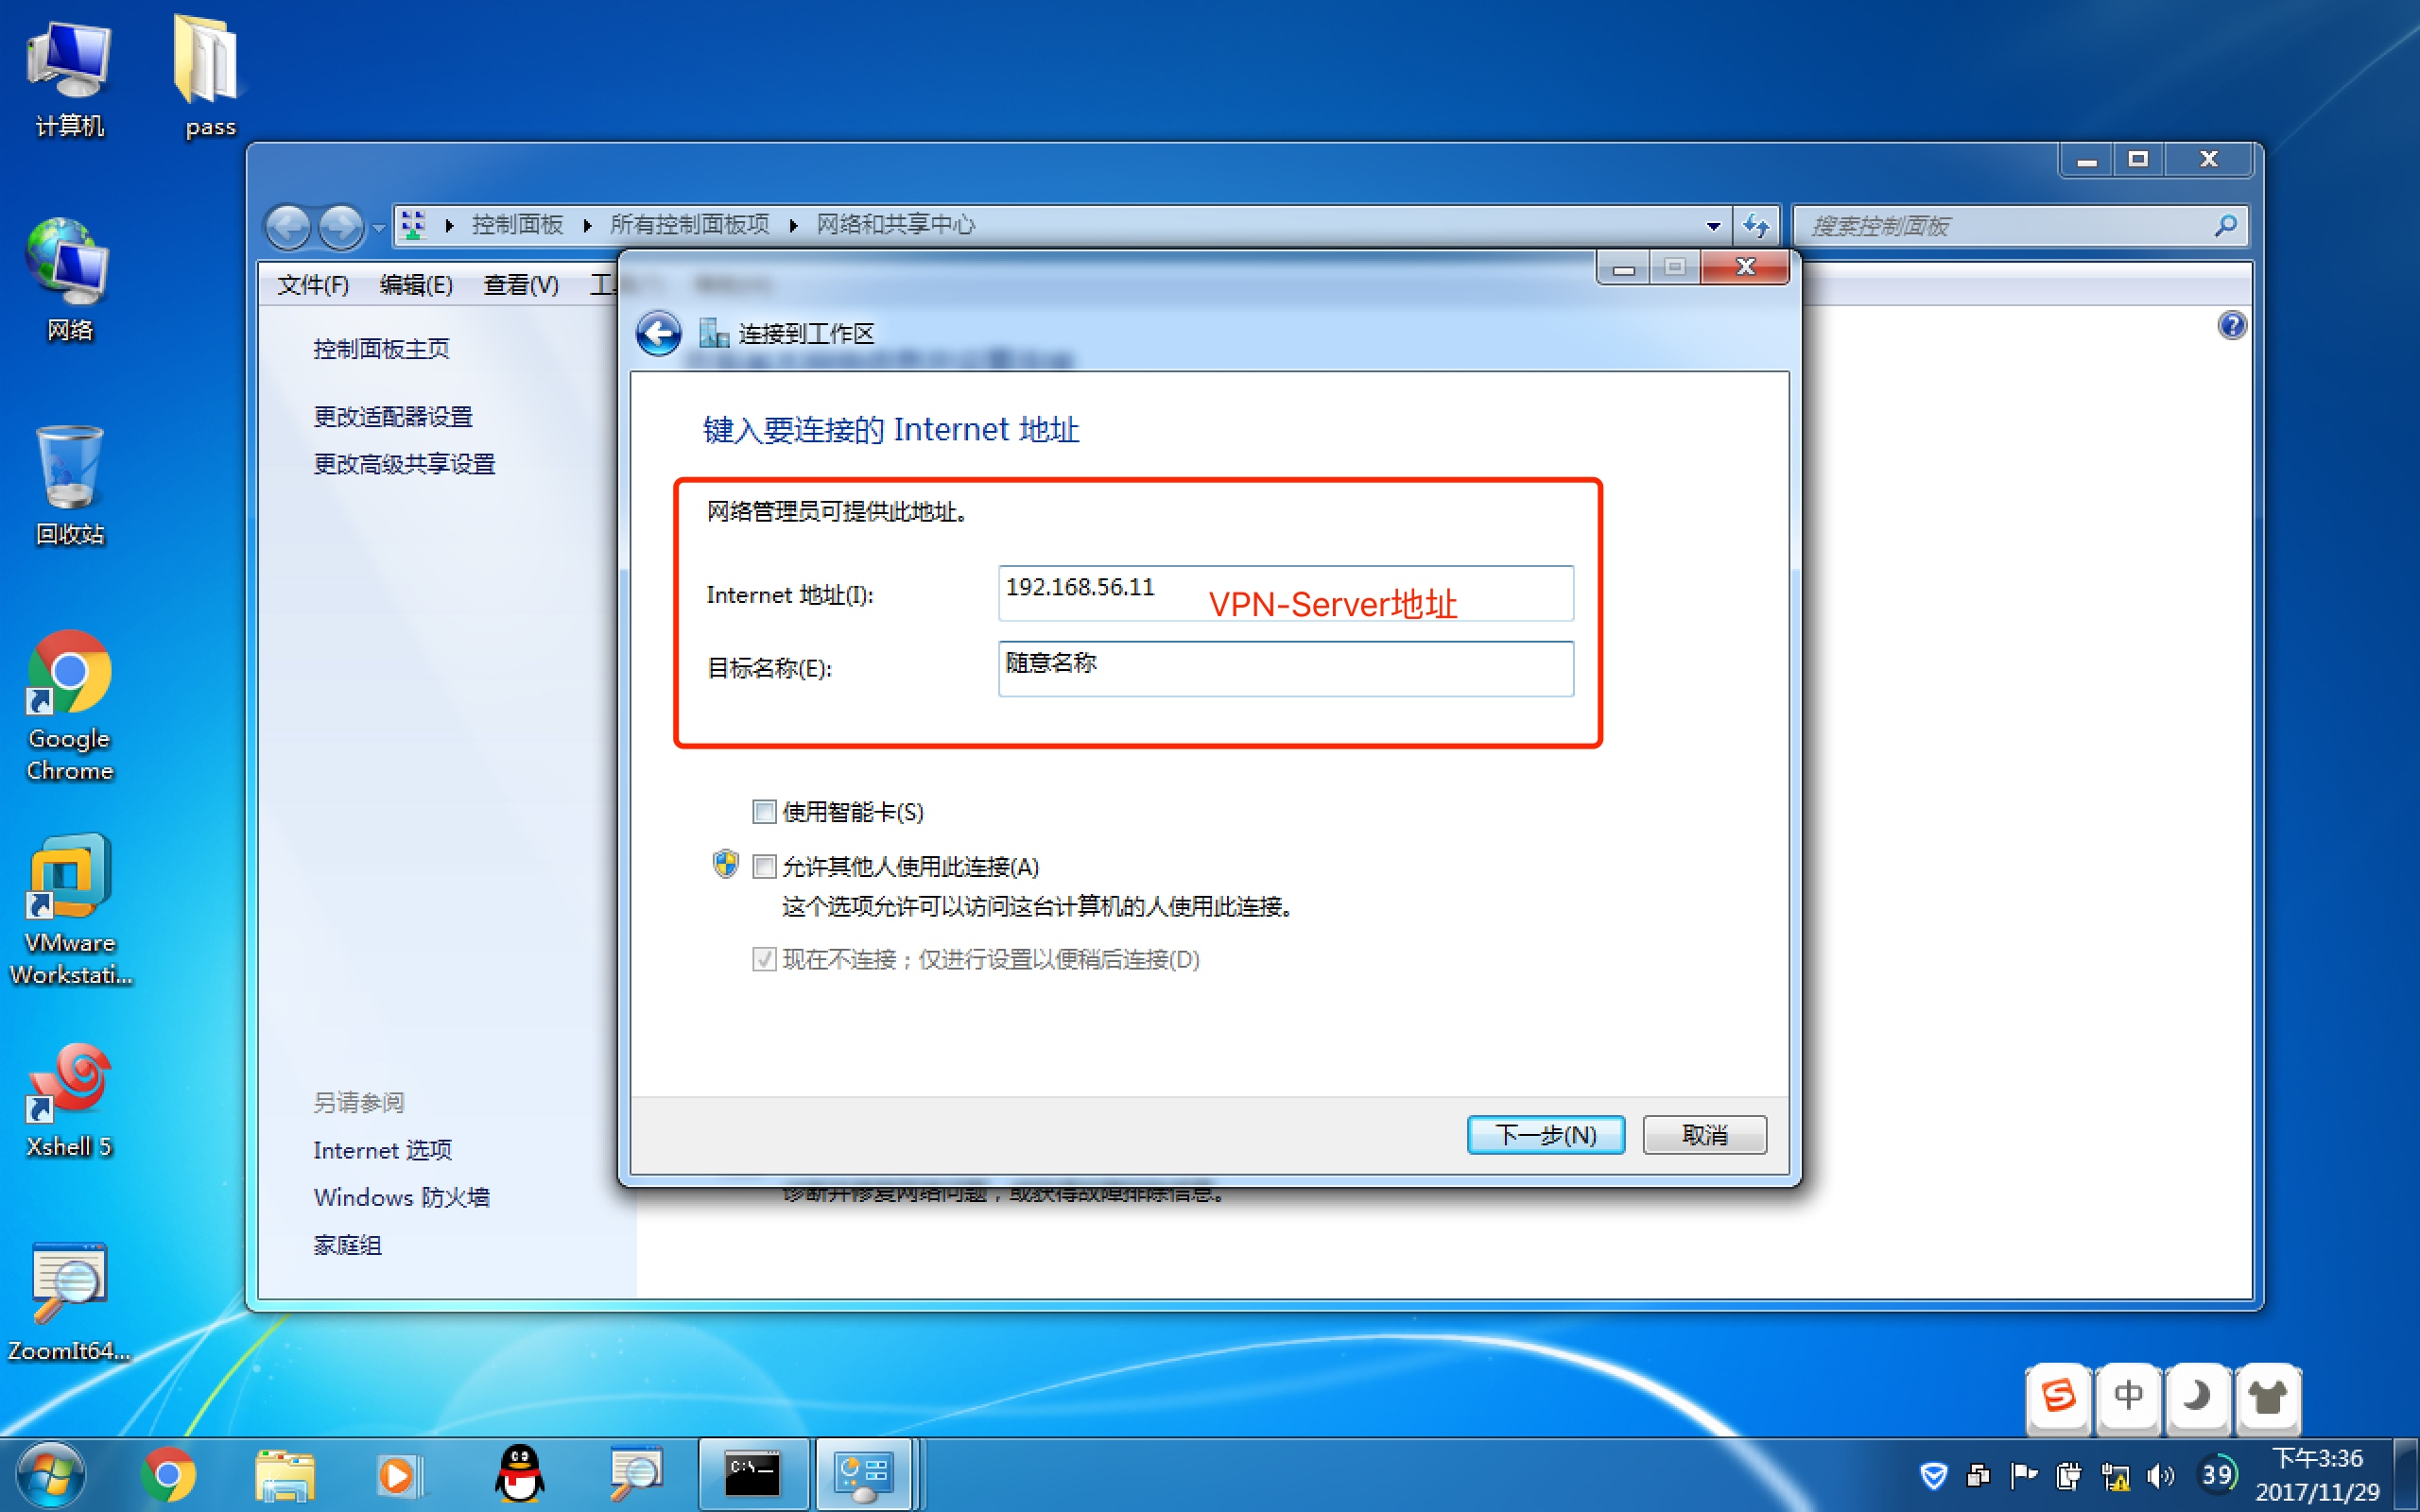 计算机
pass
网络
回收站
Google
Chrome
VMware
Workstati...
Xshell 5
ZoomIt64...
控制面板
所有控制面板项
网络和共享中心
搜索控制面板
文件(F)
编辑(E)
查看(V)
控制面板主页
更改适配器设置
更改高级共享设置
另请参阅
Internet 选项
Windows 防火墙
家庭组
连接到工作区
键入要连接的 Internet 地址
网络管理员可提供此地址。
Internet 地址(I):
192.168.56.11
VPN-Server地址
目标名称(E):
随意名称
使用智能卡(S)
允许其他人使用此连接(A)
这个选项允许可以访问这台计算机的人使用此连接。
现在不连接；仅进行设置以便稍后连接(D)
下一步(N)
取消
诊断并修复网络问题，或获得故障排除信息。
中
C:\
39
下午3:36
2017/11/29